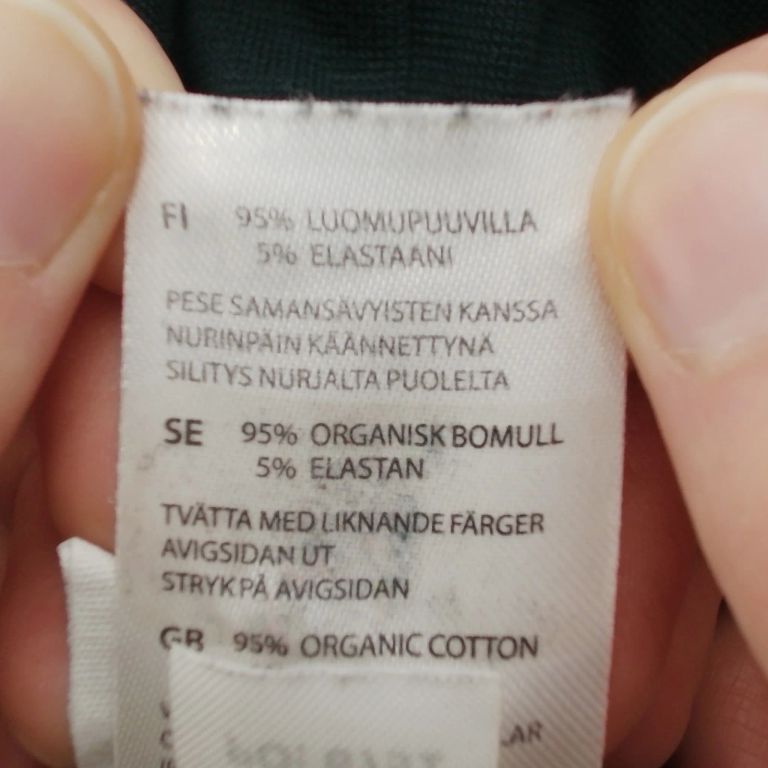 FI 95% LUOMUPUUVILLA
5% ELASTAANI
PESE SAMANSÄVYISTEN KANSSA
NURINPÄIN KÄÄNNETTYNÄ
SILITYS NURJALTA PUOLELTA
SE 95% ORGANISK BOMULL
5% ELASTAN
TVÄTTA MED LIKNANDE FÄRGER
AVIGSIDAN UT
STRYK PÅ AVIGSIDAN
GB 95% ORGANIC COTTON